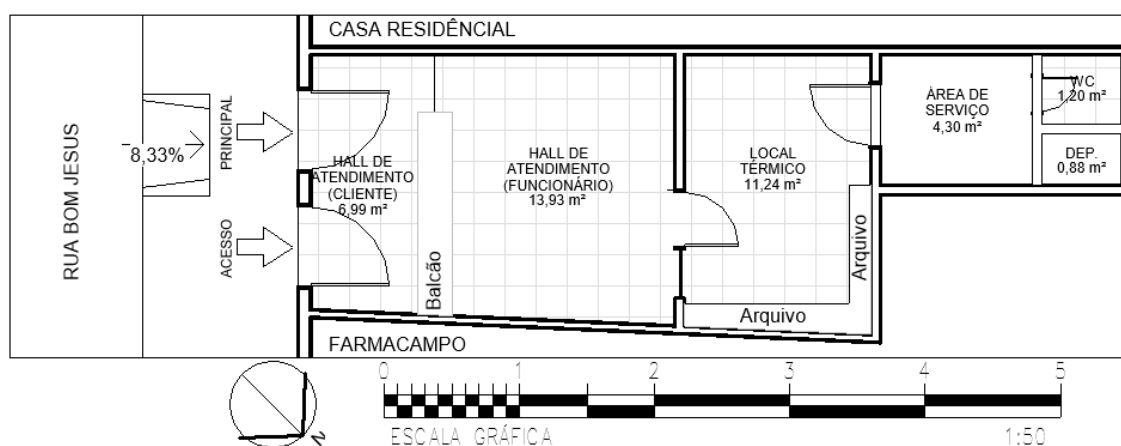 CASA RESIDÊNCIAL
RUA BOM JESUS
8,33%
PRINCIPAL
ACESSO
HALL DE
ATENDIMENTO
(CLIENTE)
6,99 m²
Balcão
HALL DE
ATENDIMENTO
(FUNCIONÁRIO)
13,93 m²
LOCAL
TÉRMICO
11,24 m²
Arquivo
Arquivo
ÁREA DE
SERVIÇO
4,30 m²
WC
1,20 m²
DEP.
0,88 m²
FARMACAMPO
0 1 2 3 4 5
ESCALA GRÁFICA 1:50
N